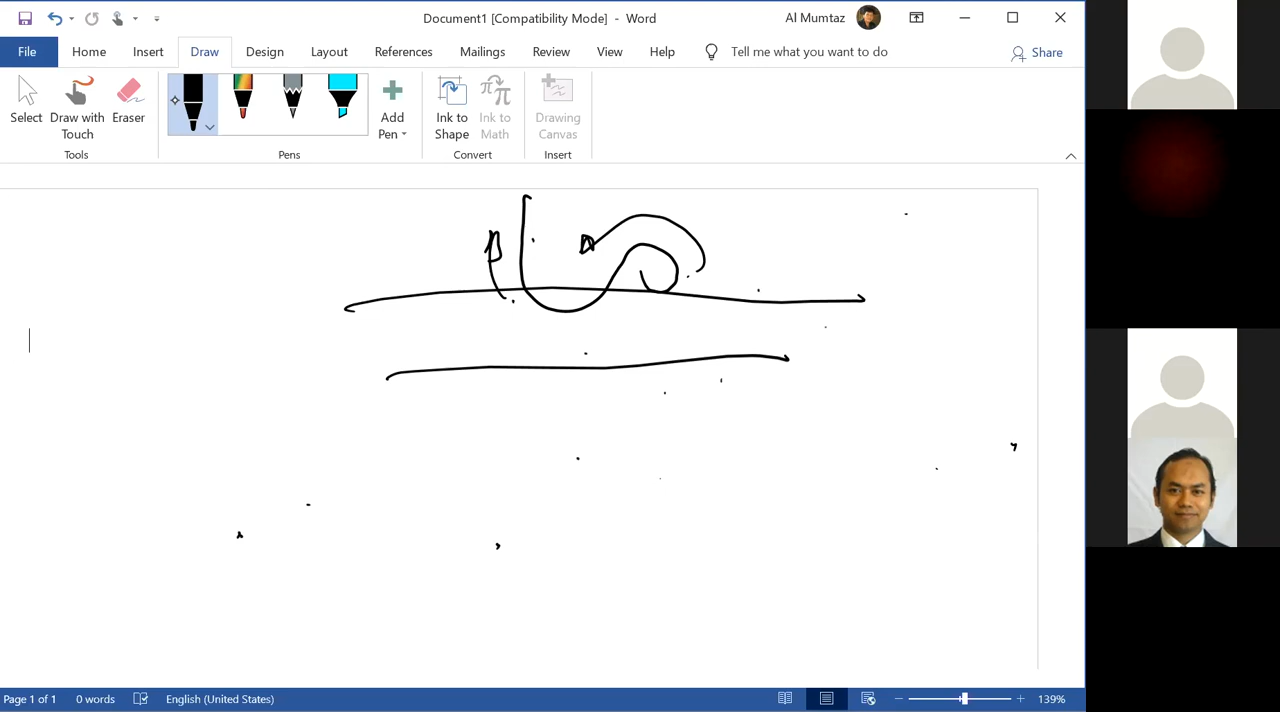 Document1 [Compatibility Mode] - Word
Al Mumtaz
File Home Insert Draw Design Layout References Mailings Review View Help Tell me what you want to do Share
Select
Draw with Touch
Eraser
Add Pen
Ink to Shape
Ink to Math
Drawing Canvas
Tools Pens Convert Insert
Page 1 of 1 0 words English (United States) 139%